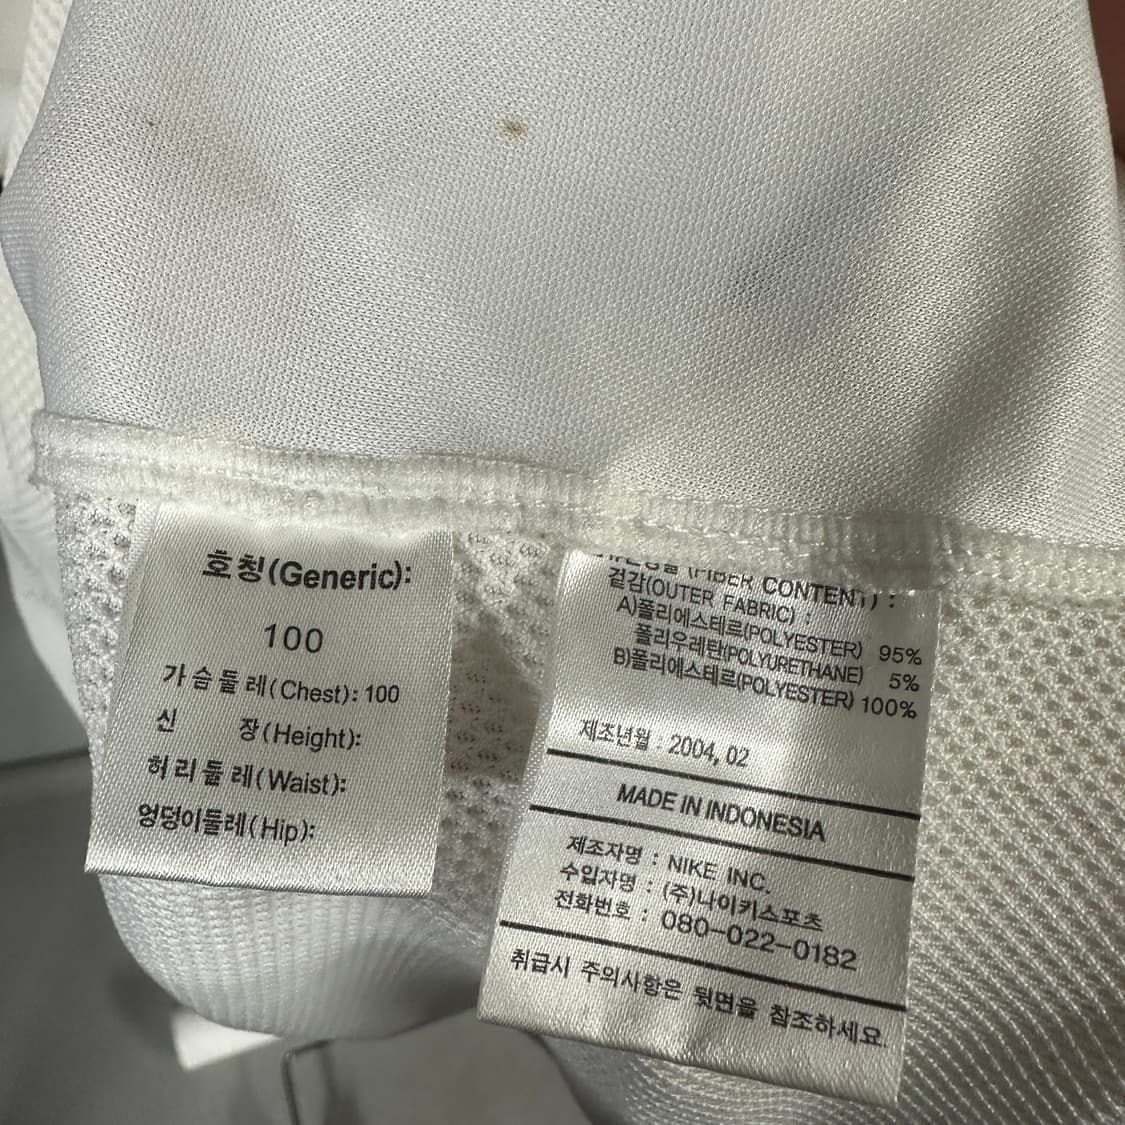 호칭(Generic):
100
가슴둘레(Chest): 100
신 장(Height):
허리둘레(Waist):
엉덩이둘레(Hip):
(FIBER CONTENT) :
겉감(OUTER FABRIC) :
A)폴리에스테르(POLYESTER) 95%
폴리우레탄(POLYURETHANE) 5%
B)폴리에스테르(POLYESTER) 100%
제조년월 : 2004, 02
MADE IN INDONESIA
제조자명 : NIKE INC.
수입자명 : (주)나이키스포츠
전화번호 : 080-022-0182
취급시 주의사항은 뒷면을 참조하세요.